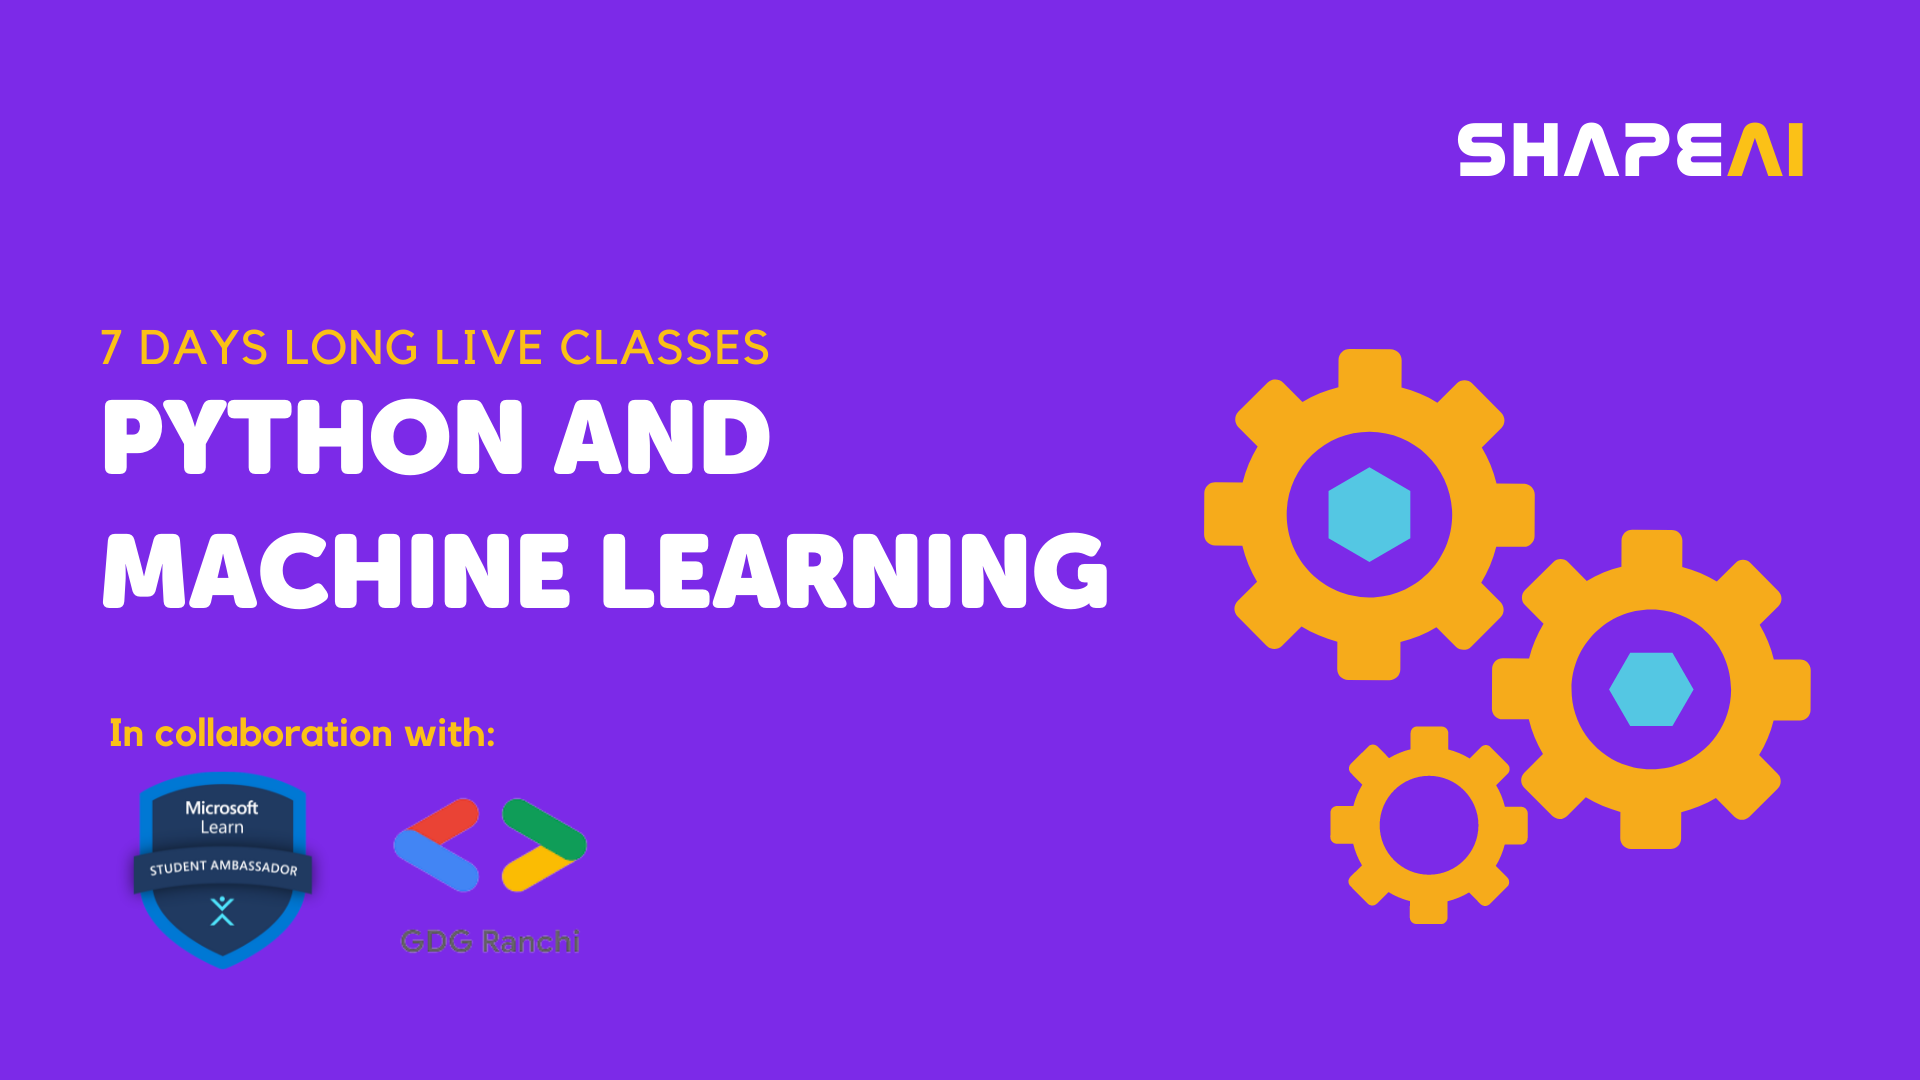 SHAPEAI
7 DAYS LONG LIVE CLASSES
PYTHON AND
MACHINE LEARNING
In collaboration with:
Microsoft
Learn
STUDENT AMBASSADOR
GDG Ranchi